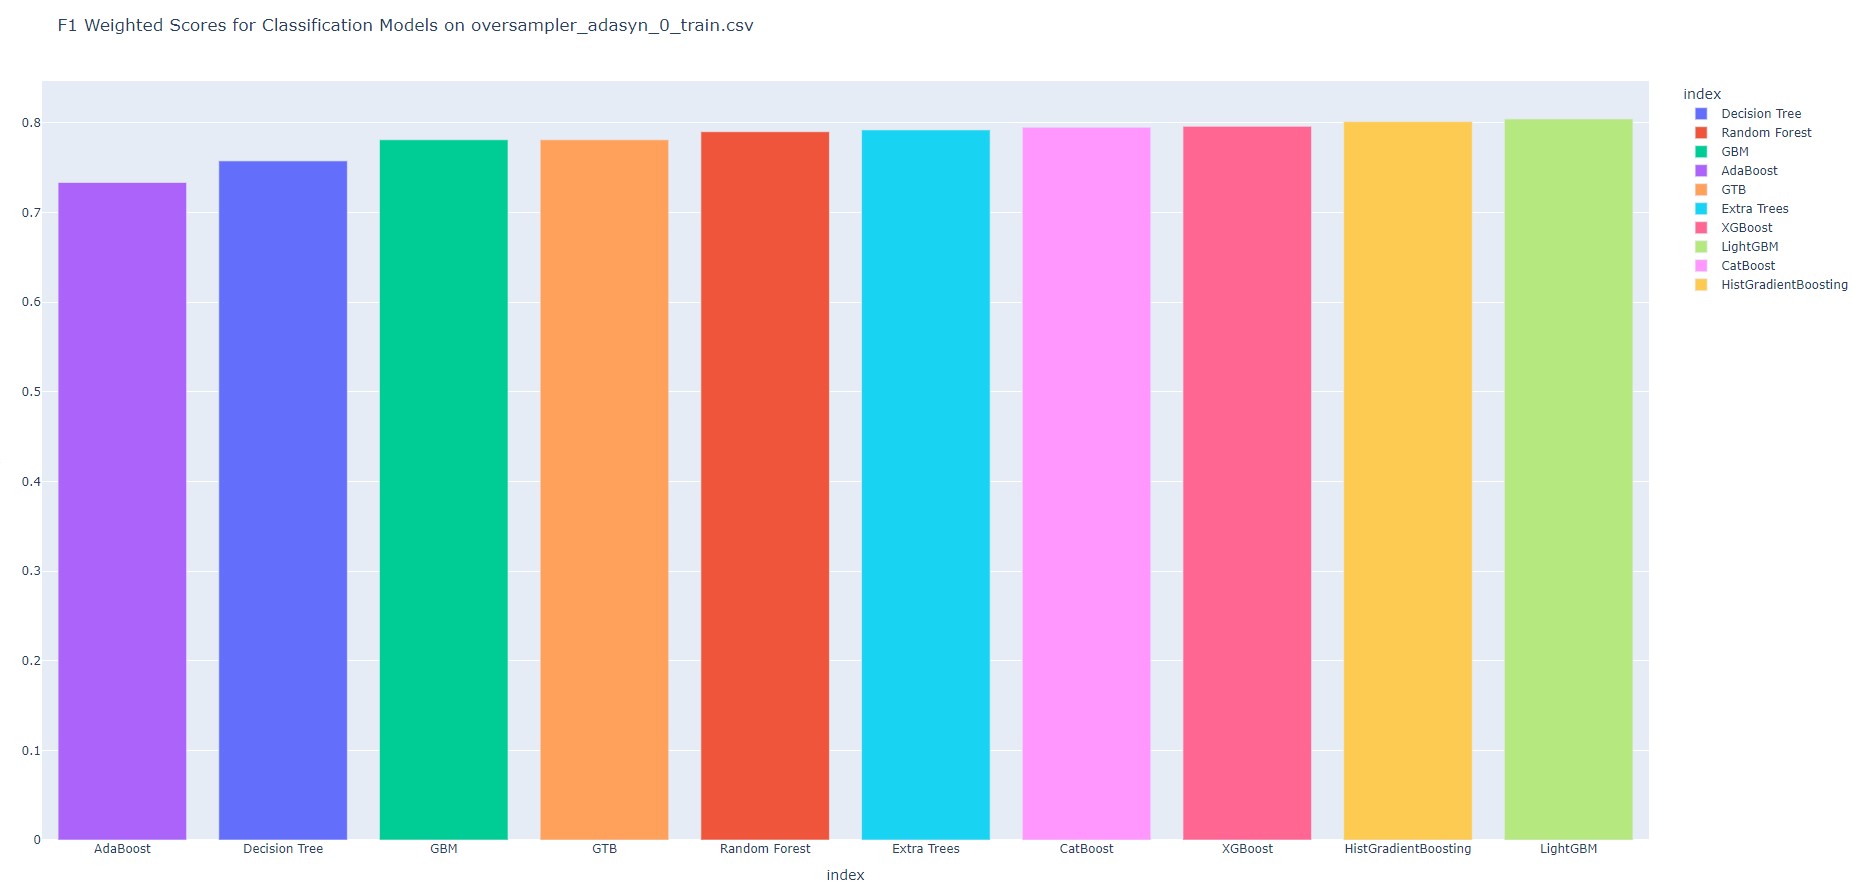 F1 Weighted Scores for Classification Models on oversampler_adasyn_0_train.csv
0.8
0.7
0.6
0.5
0.4
0.3
0.2
0.1
0
AdaBoost
Decision Tree
GBM
GTB
Random Forest
Extra Trees
CatBoost
XGBoost
HistGradientBoosting
LightGBM
index
index
Decision Tree
Random Forest
GBM
AdaBoost
GTB
Extra Trees
XGBoost
LightGBM
CatBoost
HistGradientBoosting